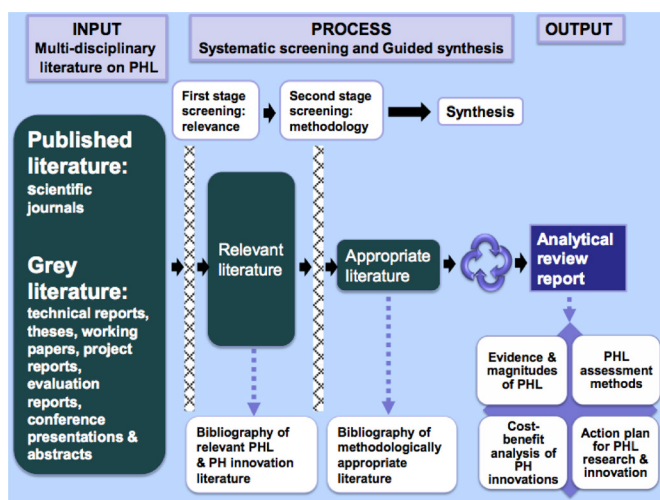 INPUT
Multi-disciplinary
literature on PHL
PROCESS
Systematic screening and Guided synthesis
OUTPUT
First stage
screening:
relevance
Second stage
screening:
methodology
Synthesis
Published
literature:
scientific
journals
Grey
literature:
technical reports,
theses, working
papers, project
reports,
evaluation
reports,
conference
presentations &
abstracts
Relevant
literature
Appropriate
literature
Analytical
review
report
Bibliography of
relevant PHL
& PH innovation
literature
Bibliography of
methodologically
appropriate
literature
Evidence &
magnitudes
of PHL
PHL
assessment
methods
Cost-
benefit
analysis of
PH
innovations
Action plan
for PHL
research &
innovation